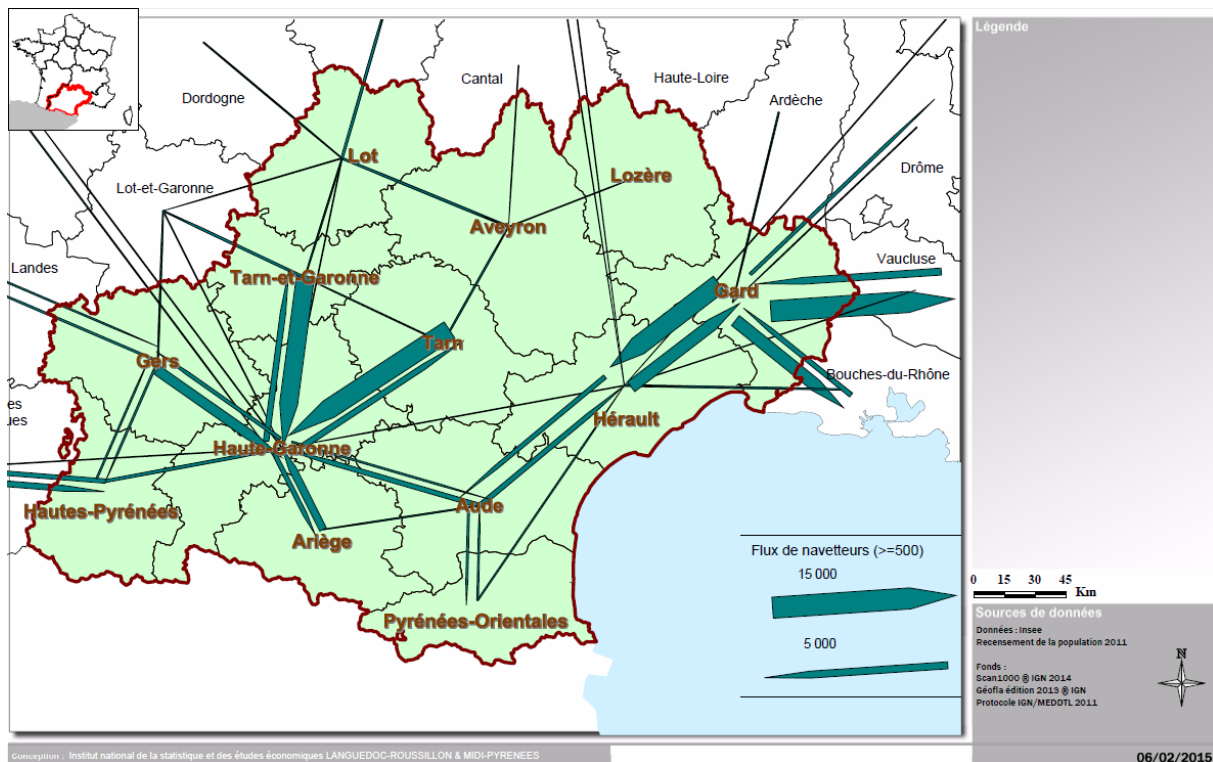 Légende
Cantal
Haute-Loire
Dordogne
Ardèche
Lot
Drôme
Lozère
Lot-et-Garonne
Aveyron
Landes
Vaucluse
Tarn-et-Garonne
Gard
Tarn
Gers
Bouches-du-Rhône
es
ues
Hérault
Haute-Garonne
Aude
Hautes-Pyrénées
Ariège
Pyrénées-Orientales
Flux de navetteurs (>=500)
15 000
5 000
0 15 30 45
Km
Sources de données
Données : Insee
Recensement de la population 2011
N
Fonds :
Scan1000 @ IGN 2014
Géofla édition 2013 @ IGN
Protocole IGN/MEDDTL 2011
Conception : Institut national de la statistique et des études économiques LANGUEDOC-ROUSSILLON & MIDI-PYRENEES
06/02/2015